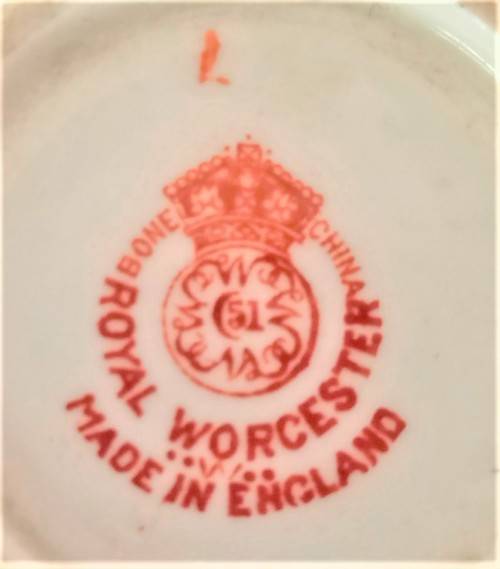 BONE CHINA
51
ROYAL WORCESTER
MADE IN ENGLAND